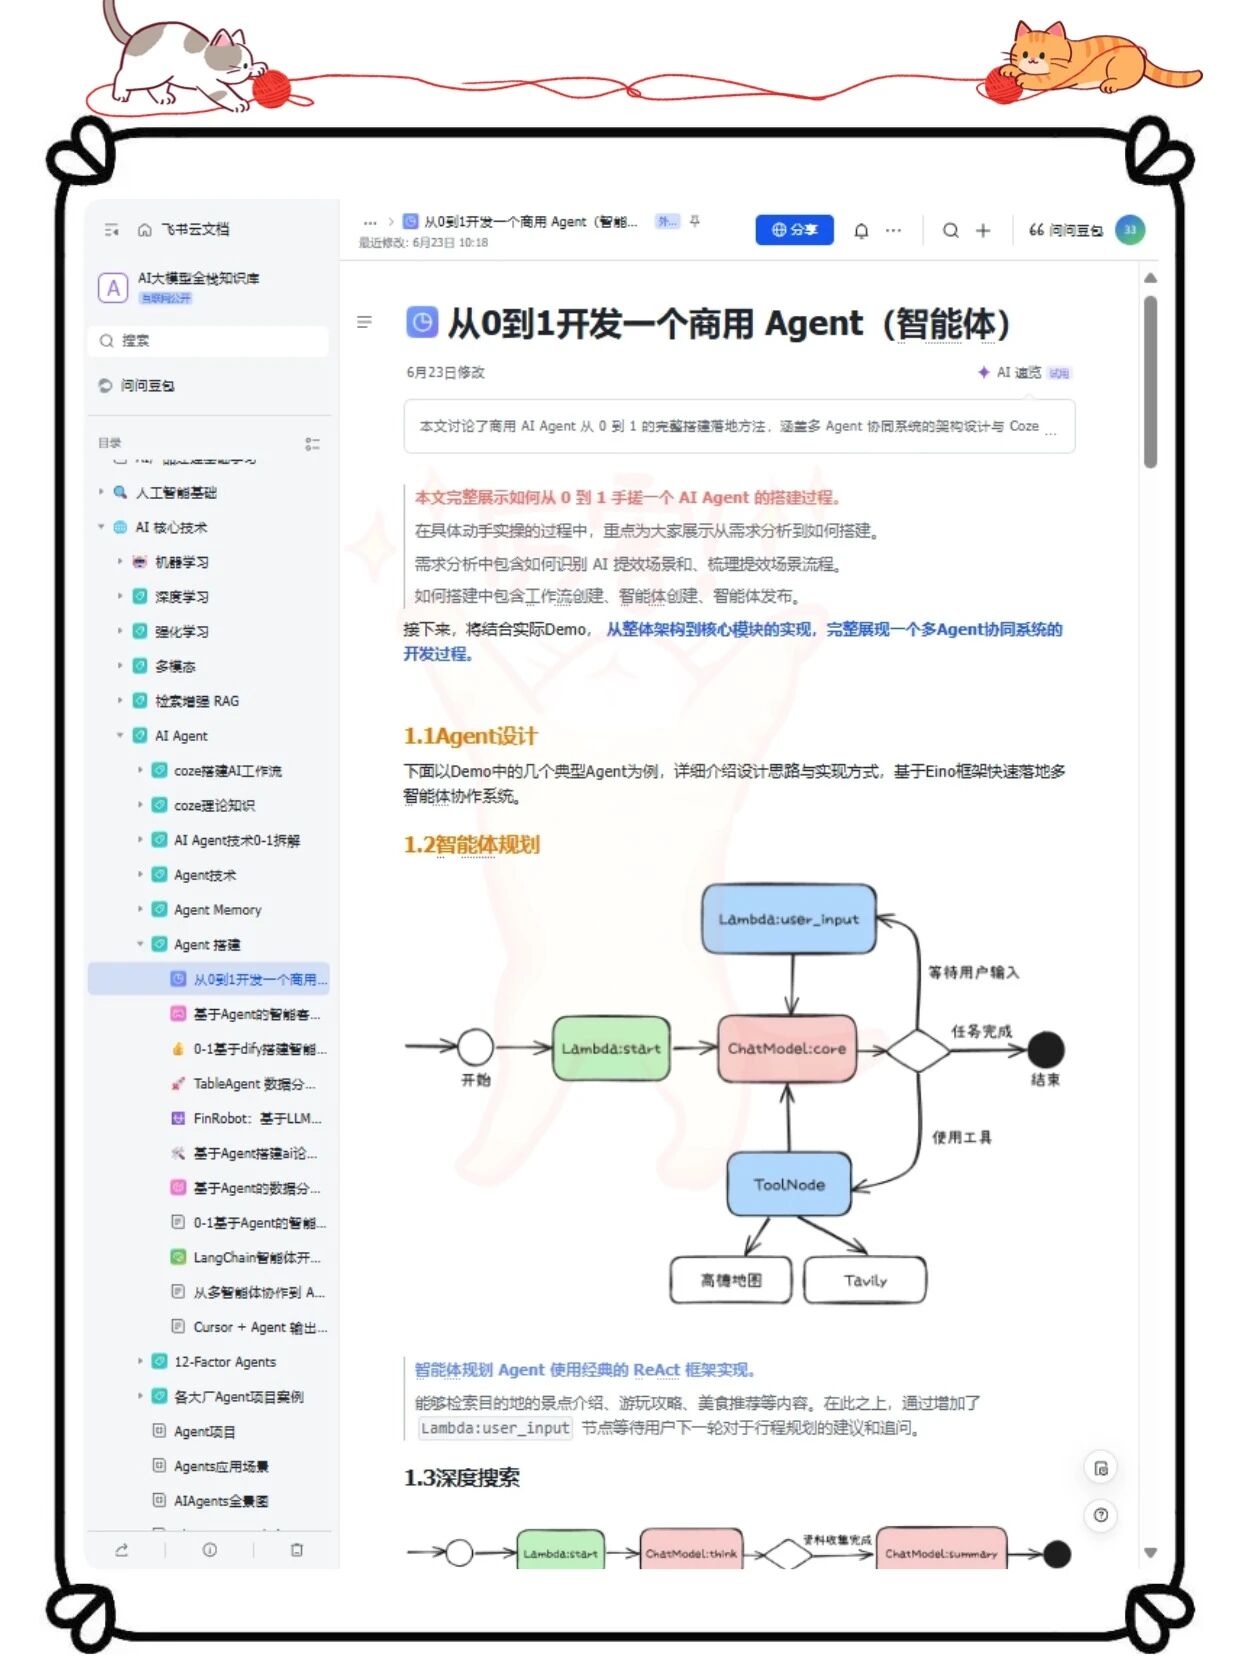 飞书云文档
AI大模型全栈知识库
互联网公开
搜索
问问豆包
目录
人工智能基础
AI 核心技术
机器学习
深度学习
强化学习
多模态
检索增强 RAG
AI Agent
coze搭建AI工作流
coze理论知识
AI Agent技术0-1拆解
Agent技术
Agent Memory
Agent 搭建
从0到1开发一个商用...
基于Agent的智能客...
0-1基于dify搭建智能...
TableAgent 数据分...
FinRobot：基于LLM...
基于Agent搭建ai论...
基于Agent的数据分...
0-1基于Agent的智能...
LangChain智能体开...
从多智能体协作到 A...
Cursor + Agent 输出...
12-Factor Agents
各大厂Agent项目案例
Agent项目
Agents应用场景
AIAgents全景图
... > 从0到1开发一个商用 Agent（智能... 外...
最近修改: 6月23日 10:18
分享
问问豆包
33
从0到1开发一个商用 Agent（智能体）
6月23日修改
AI 速览 试用
本文讨论了商用 AI Agent 从 0 到 1 的完整搭建落地方法，涵盖多 Agent 协同系统的架构设计与 Coze ...
本文完整展示如何从 0 到 1 手搓一个 AI Agent 的搭建过程。
在具体动手实操的过程中，重点为大家展示从需求分析到如何搭建。
需求分析中包含如何识别 AI 提效场景和、梳理提效场景流程。
如何搭建中包含工作流创建、智能体创建、智能体发布。
接下来，将结合实际Demo，从整体架构到核心模块的实现，完整展现一个多Agent协同系统的
开发过程。
1.1Agent设计
下面以Demo中的几个典型Agent为例，详细介绍设计思路与实现方式，基于Eino框架快速落地多
智能体协作系统。
1.2智能体规划
Lambda:user_input
等待用户输入
任务完成
Lambda:start
ChatModel:core
开始
结束
使用工具
ToolNode
高德地图
Tavily
智能体规划 Agent 使用经典的 ReAct 框架实现。
能够检索目的地的景点介绍、游玩攻略、美食推荐等内容。在此之上，通过增加了
Lambda:user_input 节点等待用户下一轮对于行程规划的建议和追问。
1.3深度搜索
资料收集完成
Lambda:start
ChatModel:think
ChatModel:summary